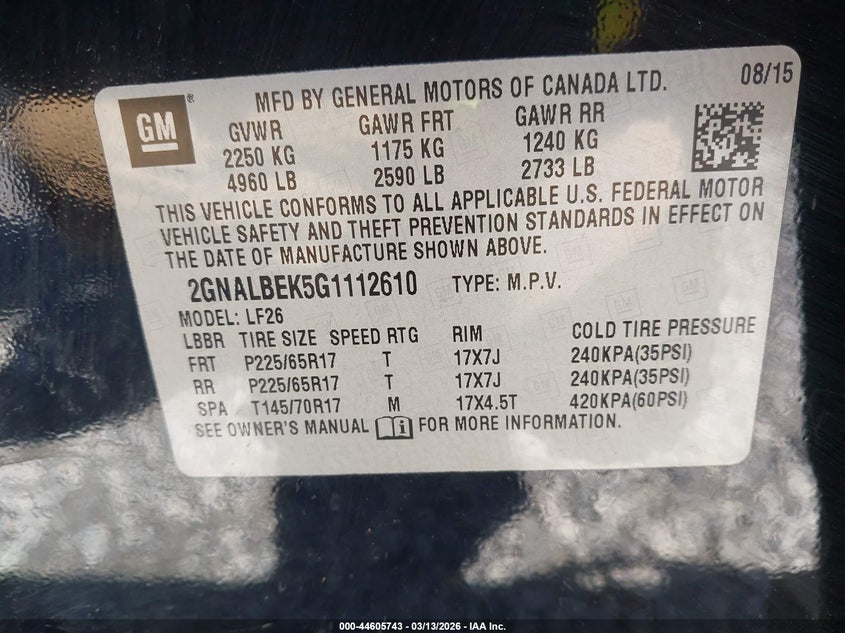 GM
®
MFD BY GENERAL MOTORS OF CANADA LTD. 08/15
GVWR GAWR FRT GAWR RR
2250 KG 1175 KG 1240 KG
4960 LB 2590 LB 2733 LB
THIS VEHICLE CONFORMS TO ALL APPLICABLE U.S. FEDERAL MOTOR
VEHICLE SAFETY AND THEFT PREVENTION STANDARDS IN EFFECT ON
THE DATE OF MANUFACTURE SHOWN ABOVE.
2GNALBEK5G1112610 TYPE: M.P.V.
MODEL: LF26
LBBR TIRE SIZE SPEED RTG RIM COLD TIRE PRESSURE
FRT P225/65R17 T 17X7J 240KPA(35PSI)
RR P225/65R17 T 17X7J 240KPA(35PSI)
SPA T145/70R17 M 17X4.5T 420KPA(60PSI)
SEE OWNER'S MANUAL i FOR MORE INFORMATION.
000-44605743 - 03/13/2026 - IAA Inc.